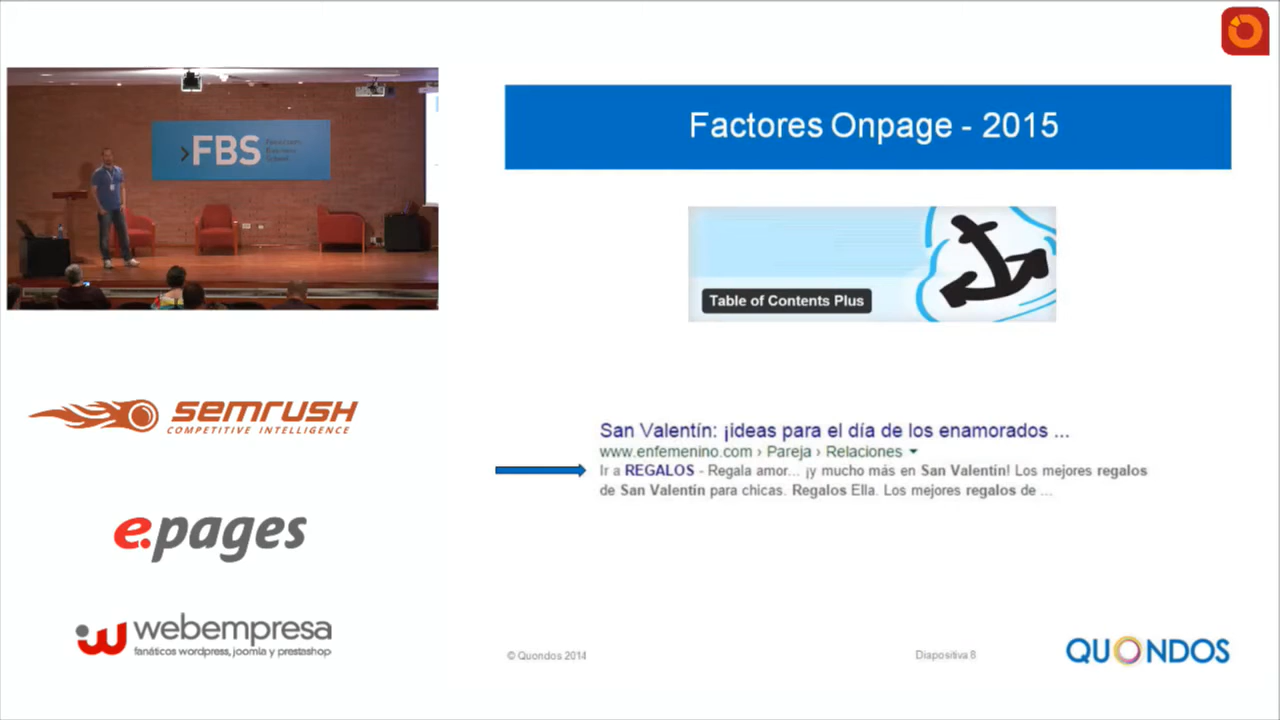 Factores Onpage - 2015
>FBS
Table of Contents Plus
SEMRUSH
COMPETITIVE INTELLIGENCE
San Valentín: ¡ideas para el día de los enamorados ...
www.enfemenino.com › Pareja › Relaciones
Ir a REGALOS - Regala amor... ¡y mucho más en San Valentín! Los mejores regalos
de San Valentín para chicas. Regalos Ella. Los mejores regalos de ...
e.pages
webempresa
fanáticos wordpress, joomla y prestashop
© Quondos 2014
Diapositiva 8
QUONDOS